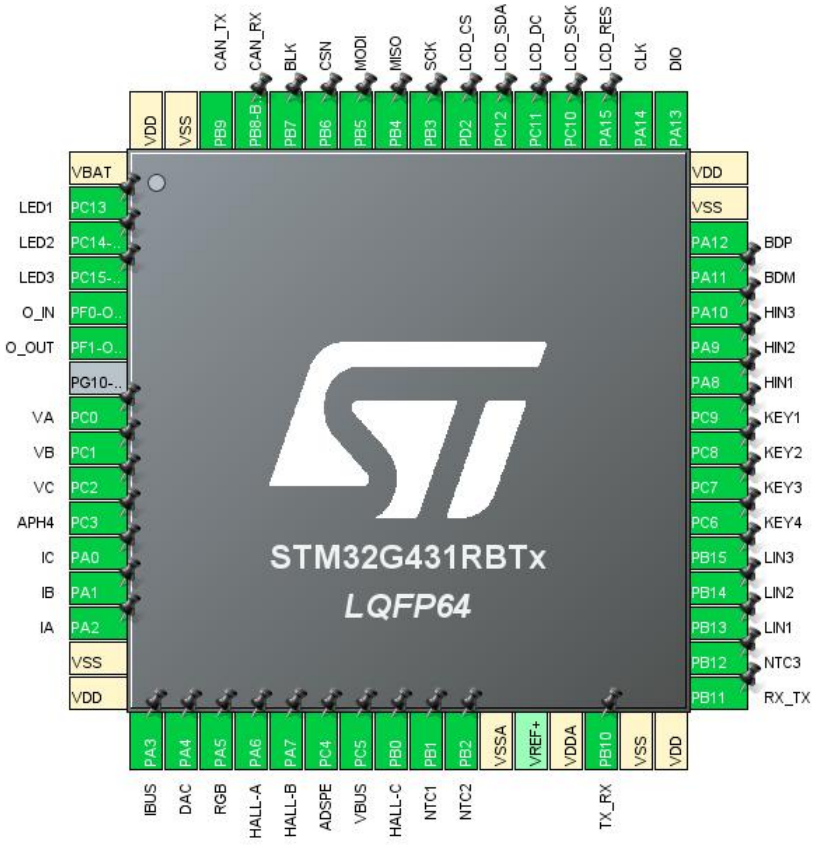 CAN_TX
CAN_RX
BLK
CSN
MODI
MISO
SCK
LCD_CS
LCD_SDA
LCD_DC
LCD_SCK
LCD_RES
CLK
DIO
VDD
VSS
PB9
PB8-B..
PB7
PB6
PB5
PB4
PB3
PD2
PC12
PC11
PC10
PA15
PA14
PA13
VBAT
LED1 PC13
LED2 PC14-..
LED3 PC15-..
O_IN PF0-O..
O_OUT PF1-O..
PG10-..
VA PC0
VB PC1
VC PC2
APH4 PC3
IC PA0
IB PA1
IA PA2
VSS
VDD
ST
STM32G431RBTx
LQFP64
VDD
VSS
PA12 BDP
PA11 BDM
PA10 HIN3
PA9 HIN2
PA8 HIN1
PC9 KEY1
PC8 KEY2
PC7 KEY3
PC6 KEY4
PB15 LIN3
PB14 LIN2
PB13 LIN1
PB12 NTC3
PB11 RX_TX
PA3
PA4
PA5
PA6
PA7
PC4
PC5
PB0
PB1
PB2
VSSA
VREF+
VDDA
PB10
VSS
VDD
IBUS
DAC
RGB
HALL-A
HALL-B
ADSPE
VBUS
HALL-C
NTC1
NTC2
TX_RX